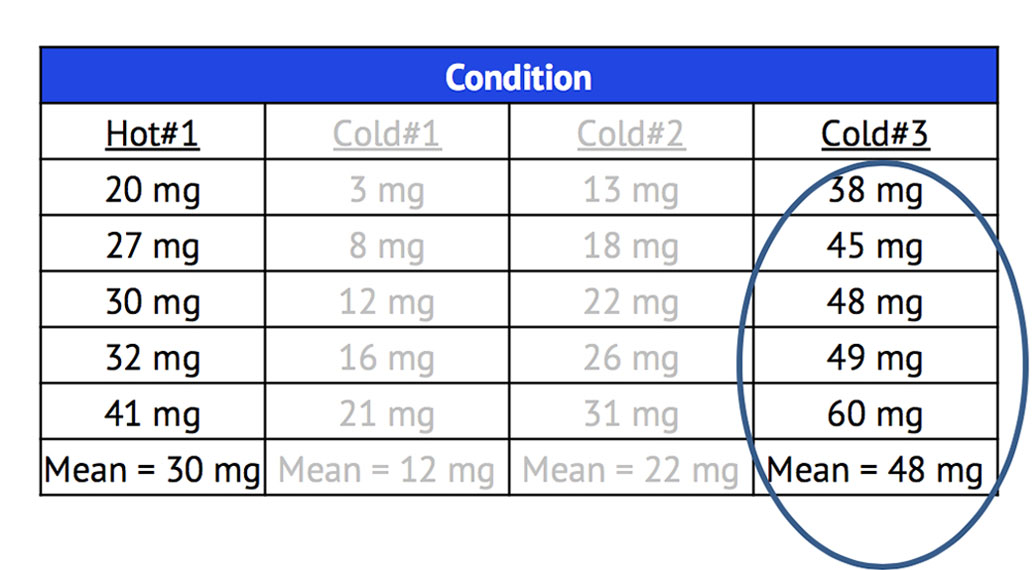 Condition
Hot#1 Cold#1 Cold#2 Cold#3
20 mg 3 mg 13 mg 38 mg
27 mg 8 mg 18 mg 45 mg
30 mg 12 mg 22 mg 48 mg
32 mg 16 mg 26 mg 49 mg
41 mg 21 mg 31 mg 60 mg
Mean = 30 mg Mean = 12 mg Mean = 22 mg Mean = 48 mg